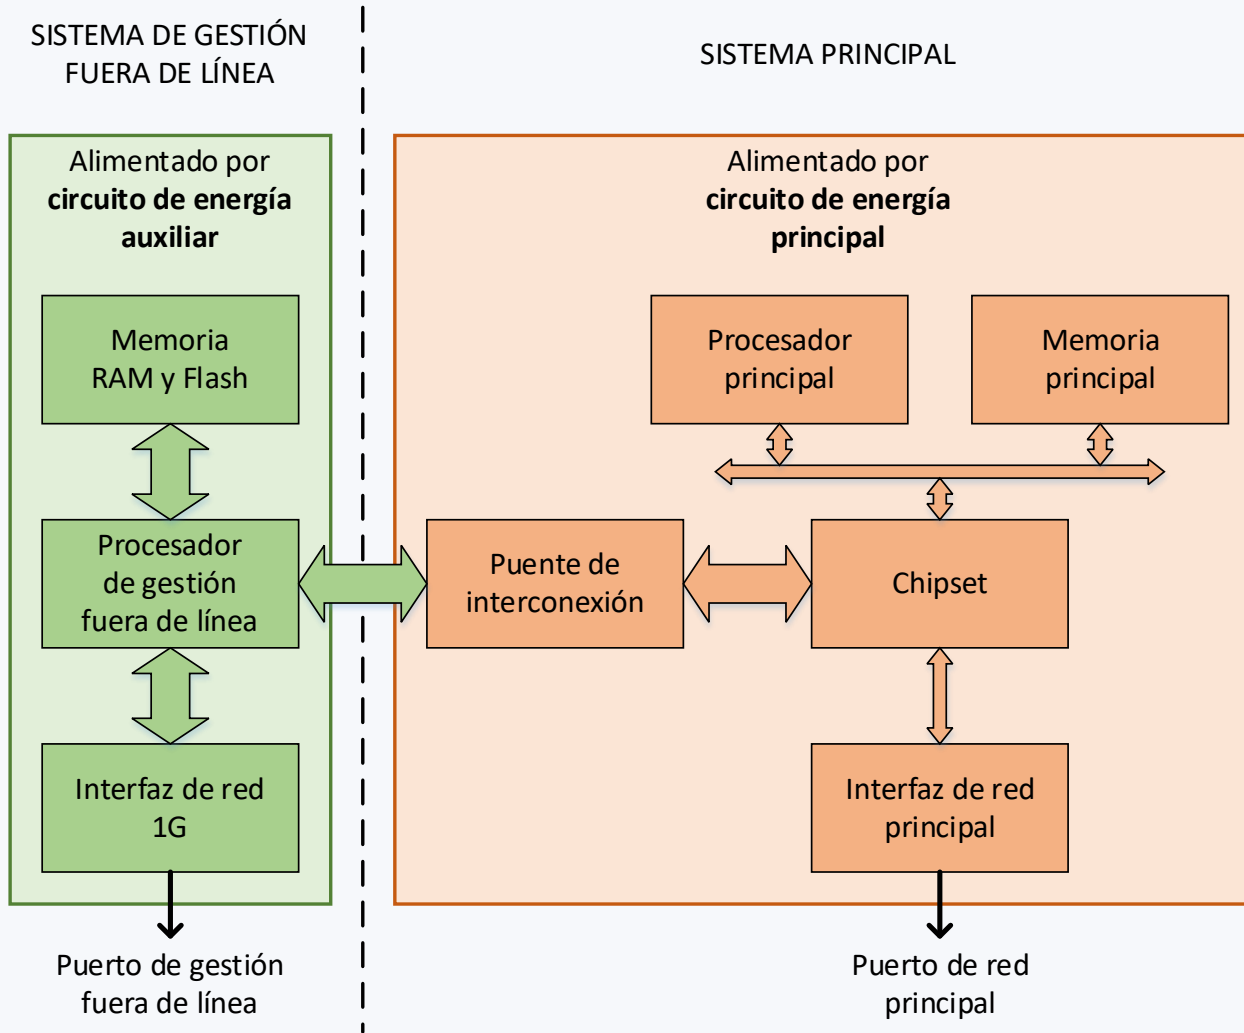 SISTEMA DE GESTIÓN
FUERA DE LÍNEA
SISTEMA PRINCIPAL
Alimentado por
circuito de energía
auxiliar
Memoria
RAM y Flash
Procesador
de gestión
fuera de línea
Interfaz de red
1G
Puerto de gestión
fuera de línea
Alimentado por
circuito de energía
principal
Procesador
principal
Memoria
principal
Puente de
interconexión
Chipset
Interfaz de red
principal
Puerto de red
principal